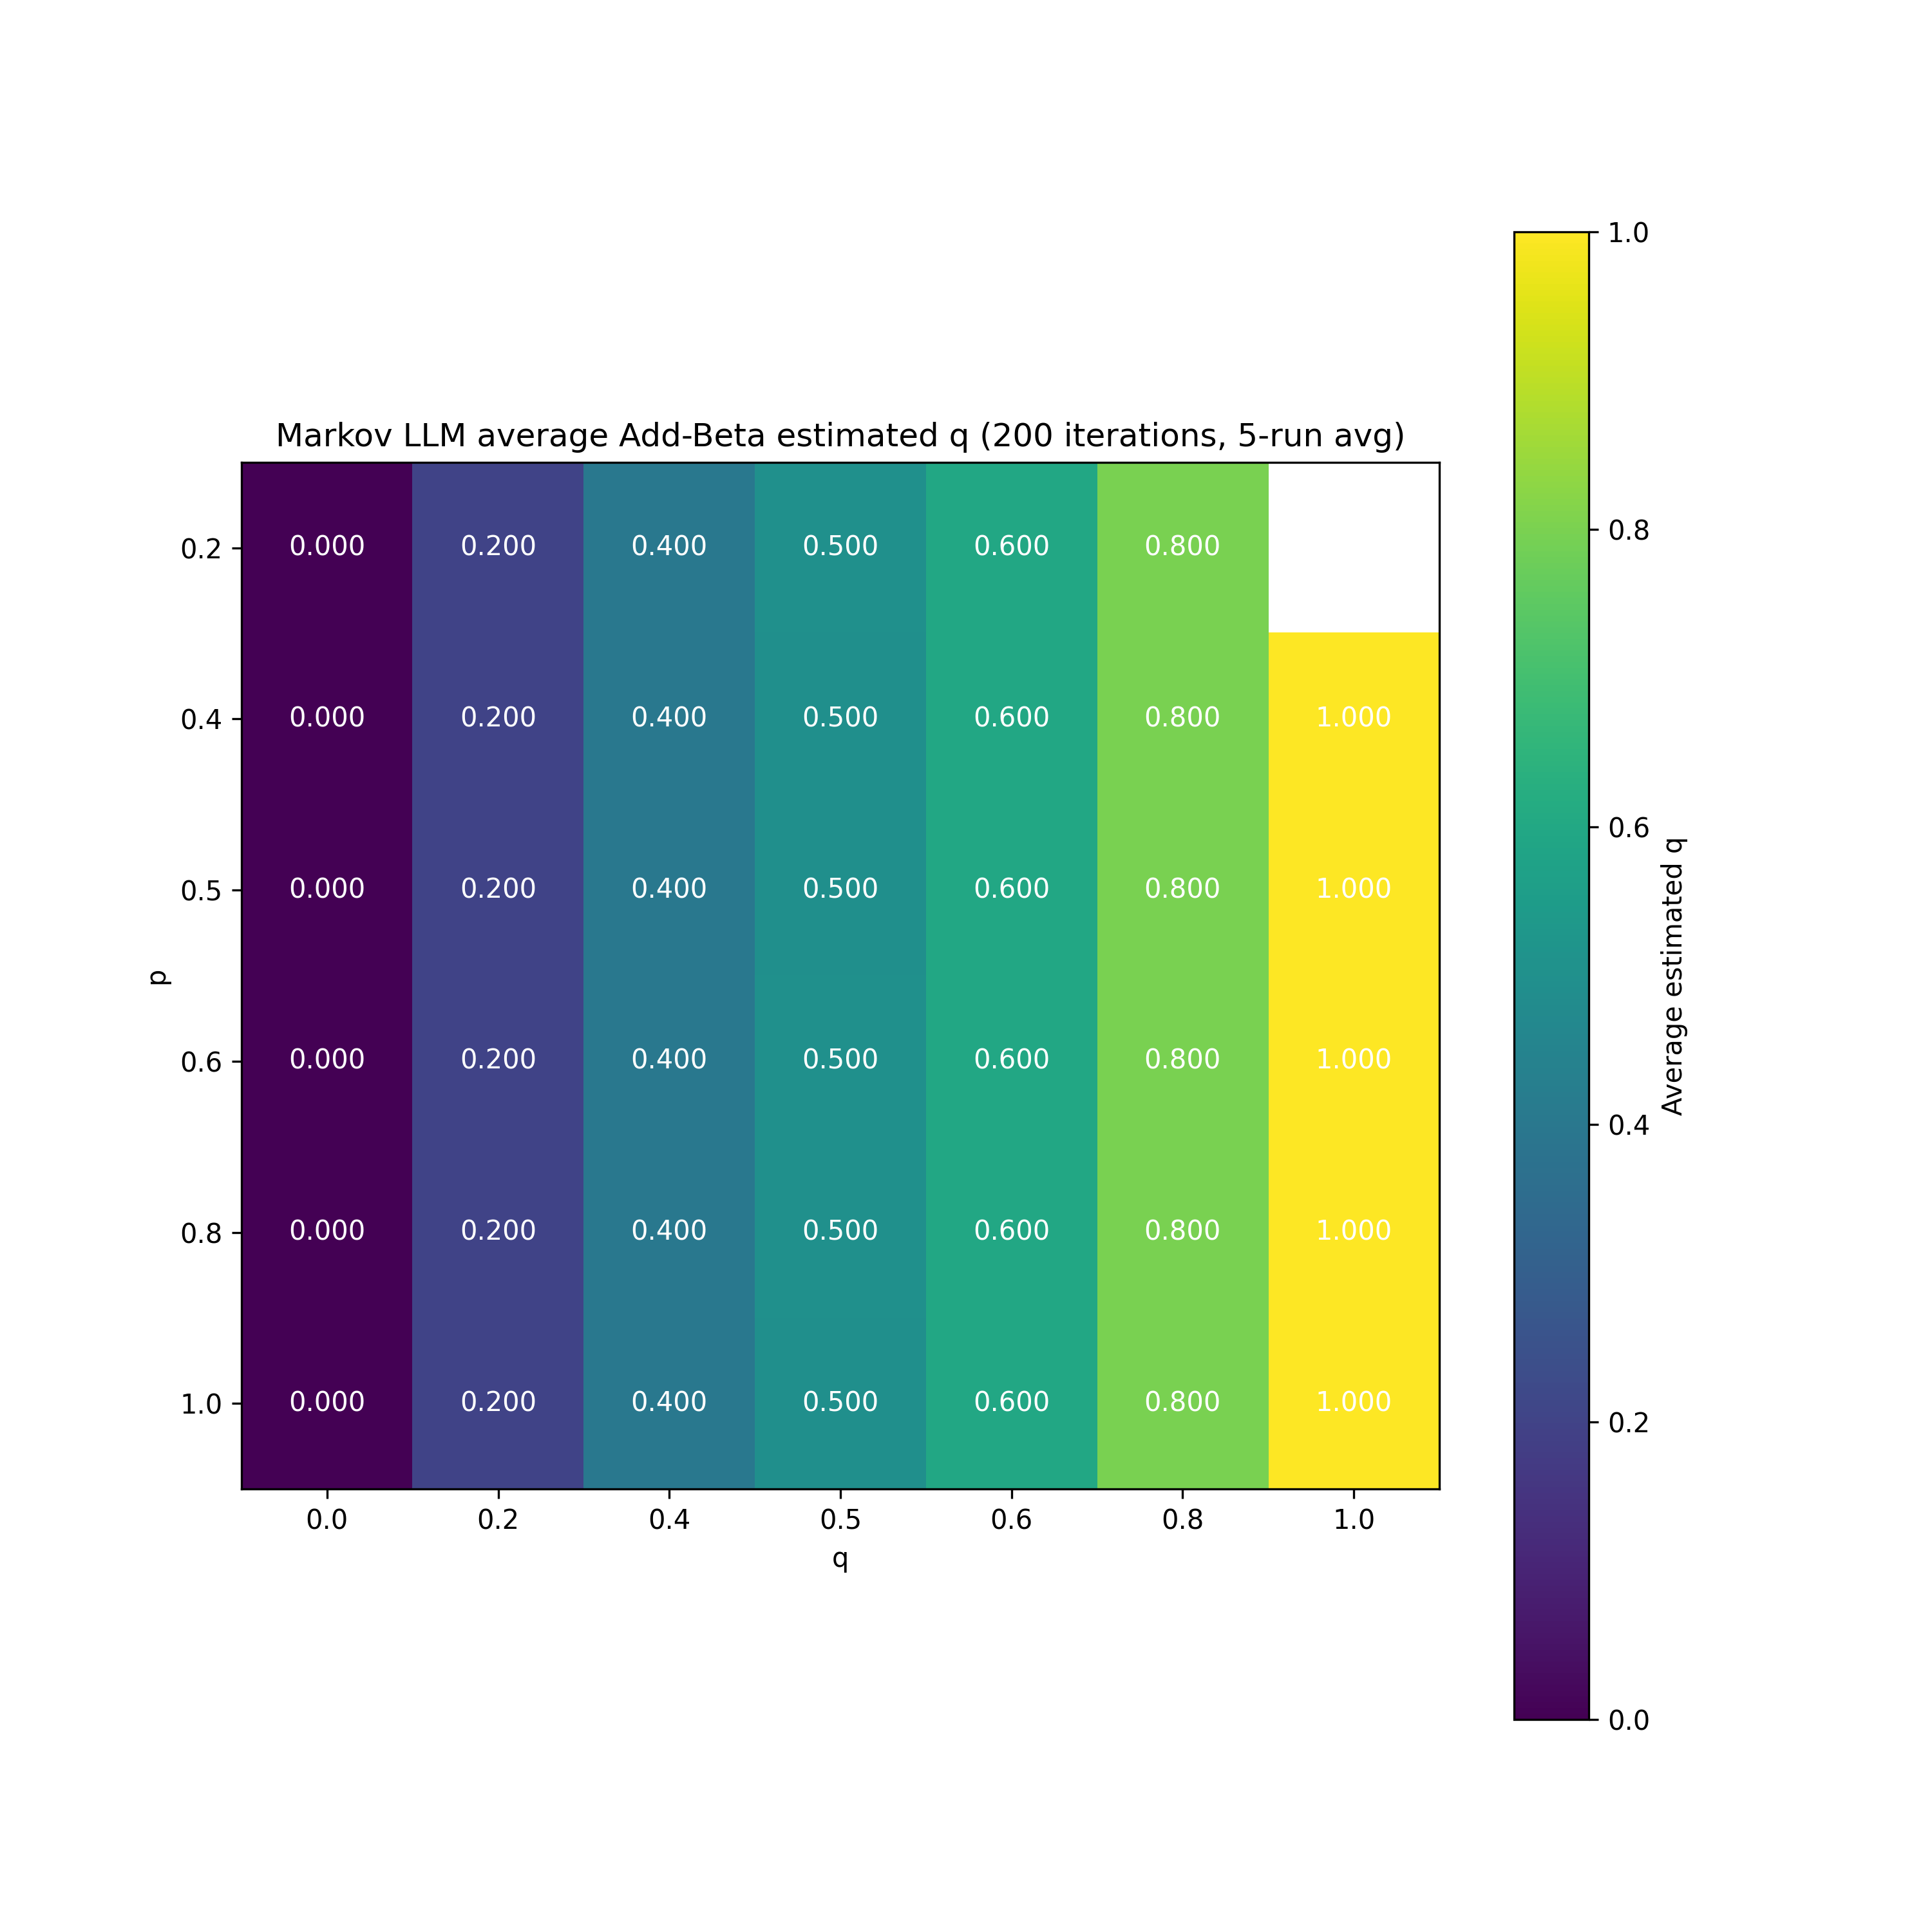 Markov LLM average Add-Beta estimated q (200 iterations, 5-run avg)
0.2 0.000 0.200 0.400 0.500 0.600 0.800
0.4 0.000 0.200 0.400 0.500 0.600 0.800 1.000
0.5 0.000 0.200 0.400 0.500 0.600 0.800 1.000
0.6 0.000 0.200 0.400 0.500 0.600 0.800 1.000
0.8 0.000 0.200 0.400 0.500 0.600 0.800 1.000
1.0 0.000 0.200 0.400 0.500 0.600 0.800 1.000
p
0.0 0.2 0.4 0.5 0.6 0.8 1.0
q
1.0
0.8
0.6
0.4
0.2
0.0
Average estimated q